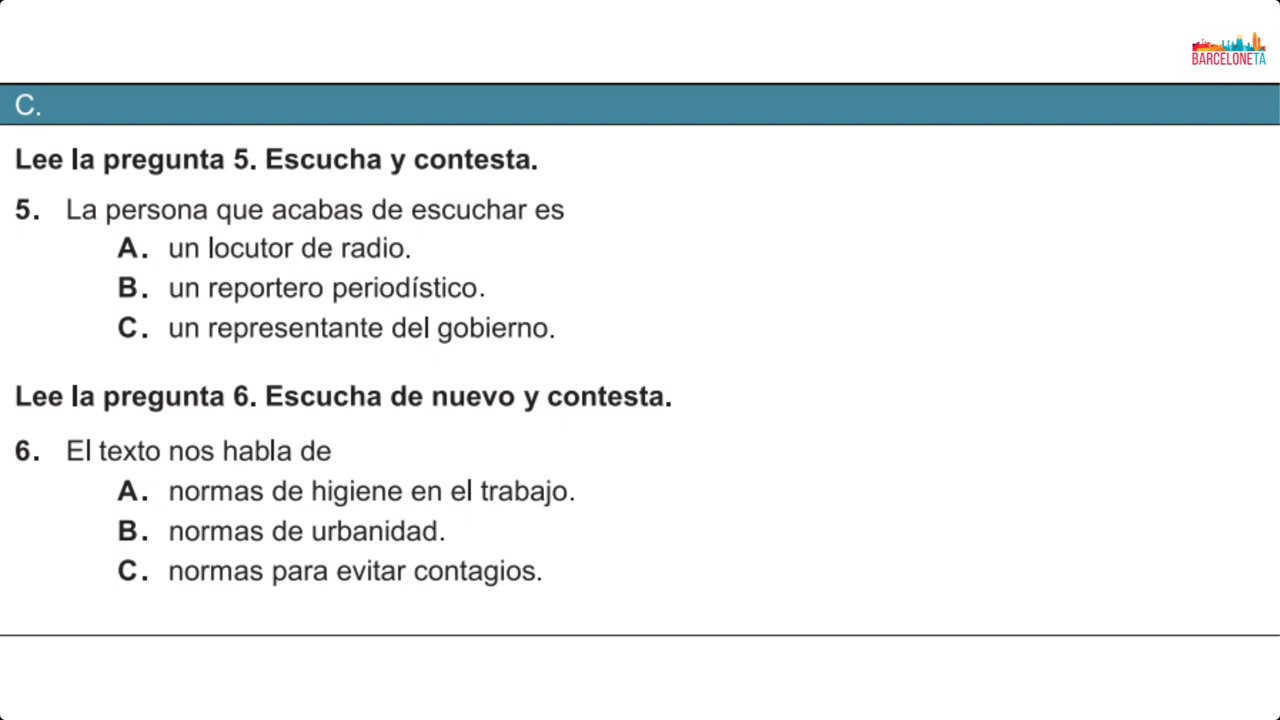 BARCELONETA
C.
Lee la pregunta 5. Escucha y contesta.
5. La persona que acabas de escuchar es
A. un locutor de radio.
B. un reportero periodístico.
C. un representante del gobierno.
Lee la pregunta 6. Escucha de nuevo y contesta.
6. El texto nos habla de
A. normas de higiene en el trabajo.
B. normas de urbanidad.
C. normas para evitar contagios.